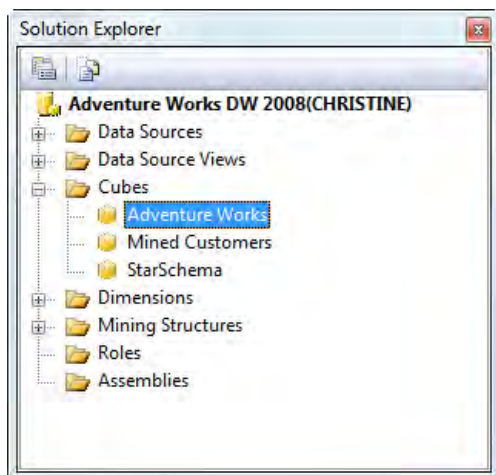 Solution Explorer
Adventure Works DW 2008(CHRISTINE)
Data Sources
Data Source Views
Cubes
Adventure Works
Mined Customers
StarSchema
Dimensions
Mining Structures
Roles
Assemblies